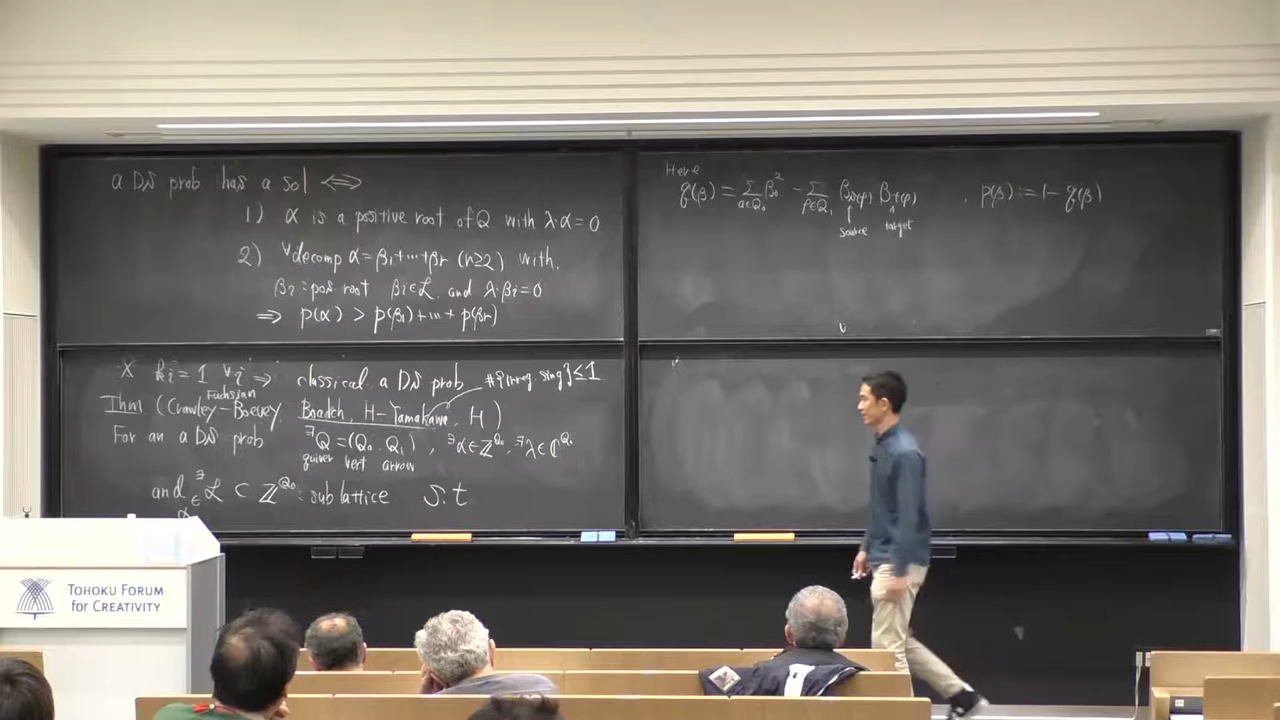 a DS prob has a sol ⟺
1) α is a positive root of Q with λ·α = 0
2) ∀decomp α = β₁+···+βr (r≥2) with,
βi : pos root βi∈ℒ, and λ·βi = 0
⟹ p(α) > p(β₁)+···+ p(βr)
X ki = 1 ∀i ⟹ classical a DS prob #{irreg. sing} ≤ 1
Fuchsian
Thm (Crawley-Boevey, Boalch, H-Yamakawa, H)
For an a DS prob ∃Q = (Q₀, Q₁), ∃α∈ℤ^Q₀, ∃λ∈ℂ^Q₀
quiver vert arrow
and ∃ℒ ⊂ ℤ^Q₀ : sublattice s.t
∈
α
Here
q(β) = Σ_{a∈Q₀} βa² − Σ_{ρ∈Q₁} βs(ρ) βt(ρ) , p(β) := 1 − q(β)
source target
TOHOKU FORUM
for CREATIVITY